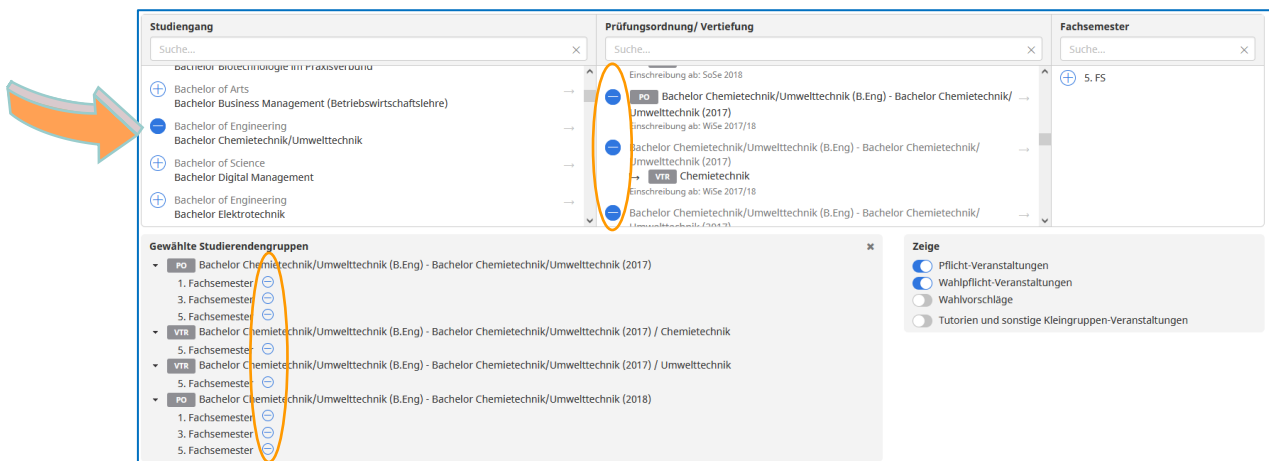 Studiengang
Suche...
Bachelor Biotechnologie im Praxisverbund
Bachelor of Arts
Bachelor Business Management (Betriebswirtschaftslehre)
Bachelor of Engineering
Bachelor Chemietechnik/Umwelttechnik
Bachelor of Science
Bachelor Digital Management
Bachelor of Engineering
Bachelor Elektrotechnik
Prüfungsordnung/ Vertiefung
Suche...
Einschreibung ab: SoSe 2018
PO Bachelor Chemietechnik/Umwelttechnik (B.Eng) - Bachelor Chemietechnik/
Umwelttechnik (2017)
Einschreibung ab: WiSe 2017/18
Bachelor Chemietechnik/Umwelttechnik (B.Eng) - Bachelor Chemietechnik/
Umwelttechnik (2017)
→ VTR Chemietechnik
Einschreibung ab: WiSe 2017/18
Bachelor Chemietechnik/Umwelttechnik (B.Eng) - Bachelor Chemietechnik/
Umwelttechnik (2017)
Fachsemester
Suche...
5. FS
Gewählte Studierendengruppen
PO Bachelor Chemietechnik/Umwelttechnik (B.Eng) - Bachelor Chemietechnik/Umwelttechnik (2017)
1. Fachsemester
3. Fachsemester
5. Fachsemester
VTR Bachelor Chemietechnik/Umwelttechnik (B.Eng) - Bachelor Chemietechnik/Umwelttechnik (2017) / Chemietechnik
5. Fachsemester
VTR Bachelor Chemietechnik/Umwelttechnik (B.Eng) - Bachelor Chemietechnik/Umwelttechnik (2017) / Umwelttechnik
5. Fachsemester
PO Bachelor Chemietechnik/Umwelttechnik (B.Eng) - Bachelor Chemietechnik/Umwelttechnik (2018)
1. Fachsemester
3. Fachsemester
5. Fachsemester
Zeige
Pflicht-Veranstaltungen
Wahlpflicht-Veranstaltungen
Wahlvorschläge
Tutorien und sonstige Kleingruppen-Veranstaltungen